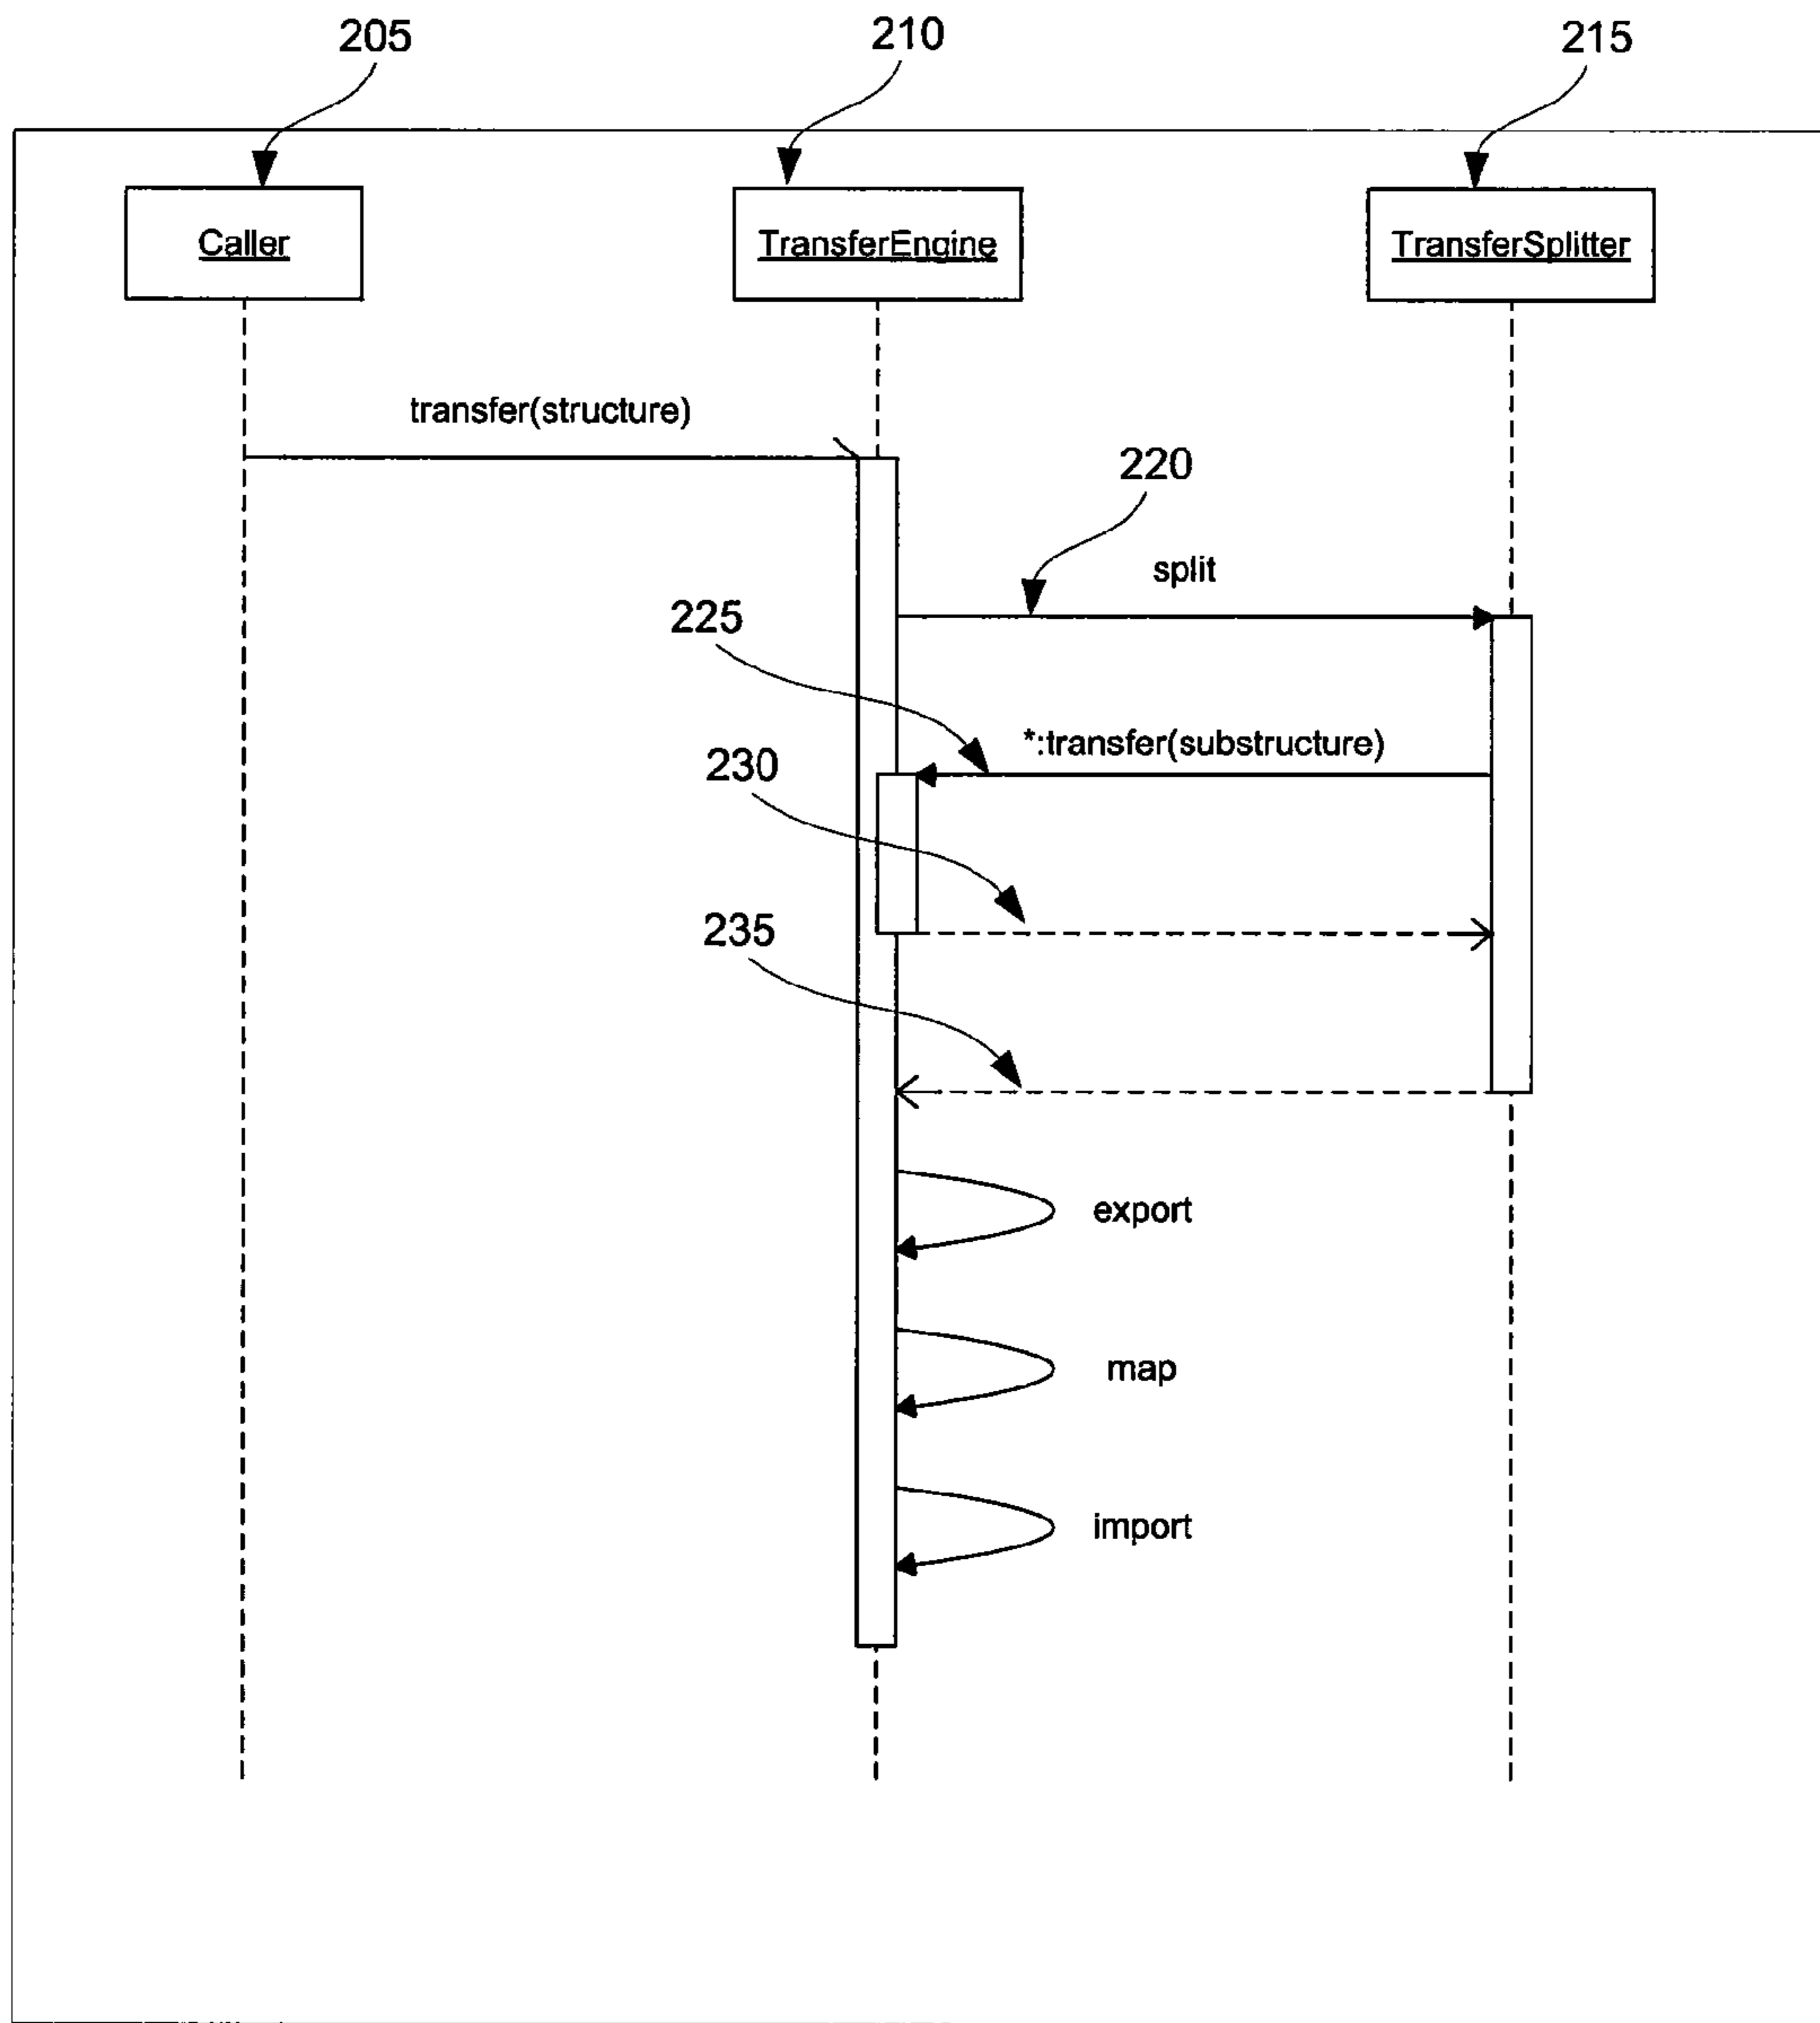 205
210
215
Caller
TransferEngine
TransferSplitter
transfer(structure)
220
split
225
*:transfer(substructure)
230
235
export
map
import